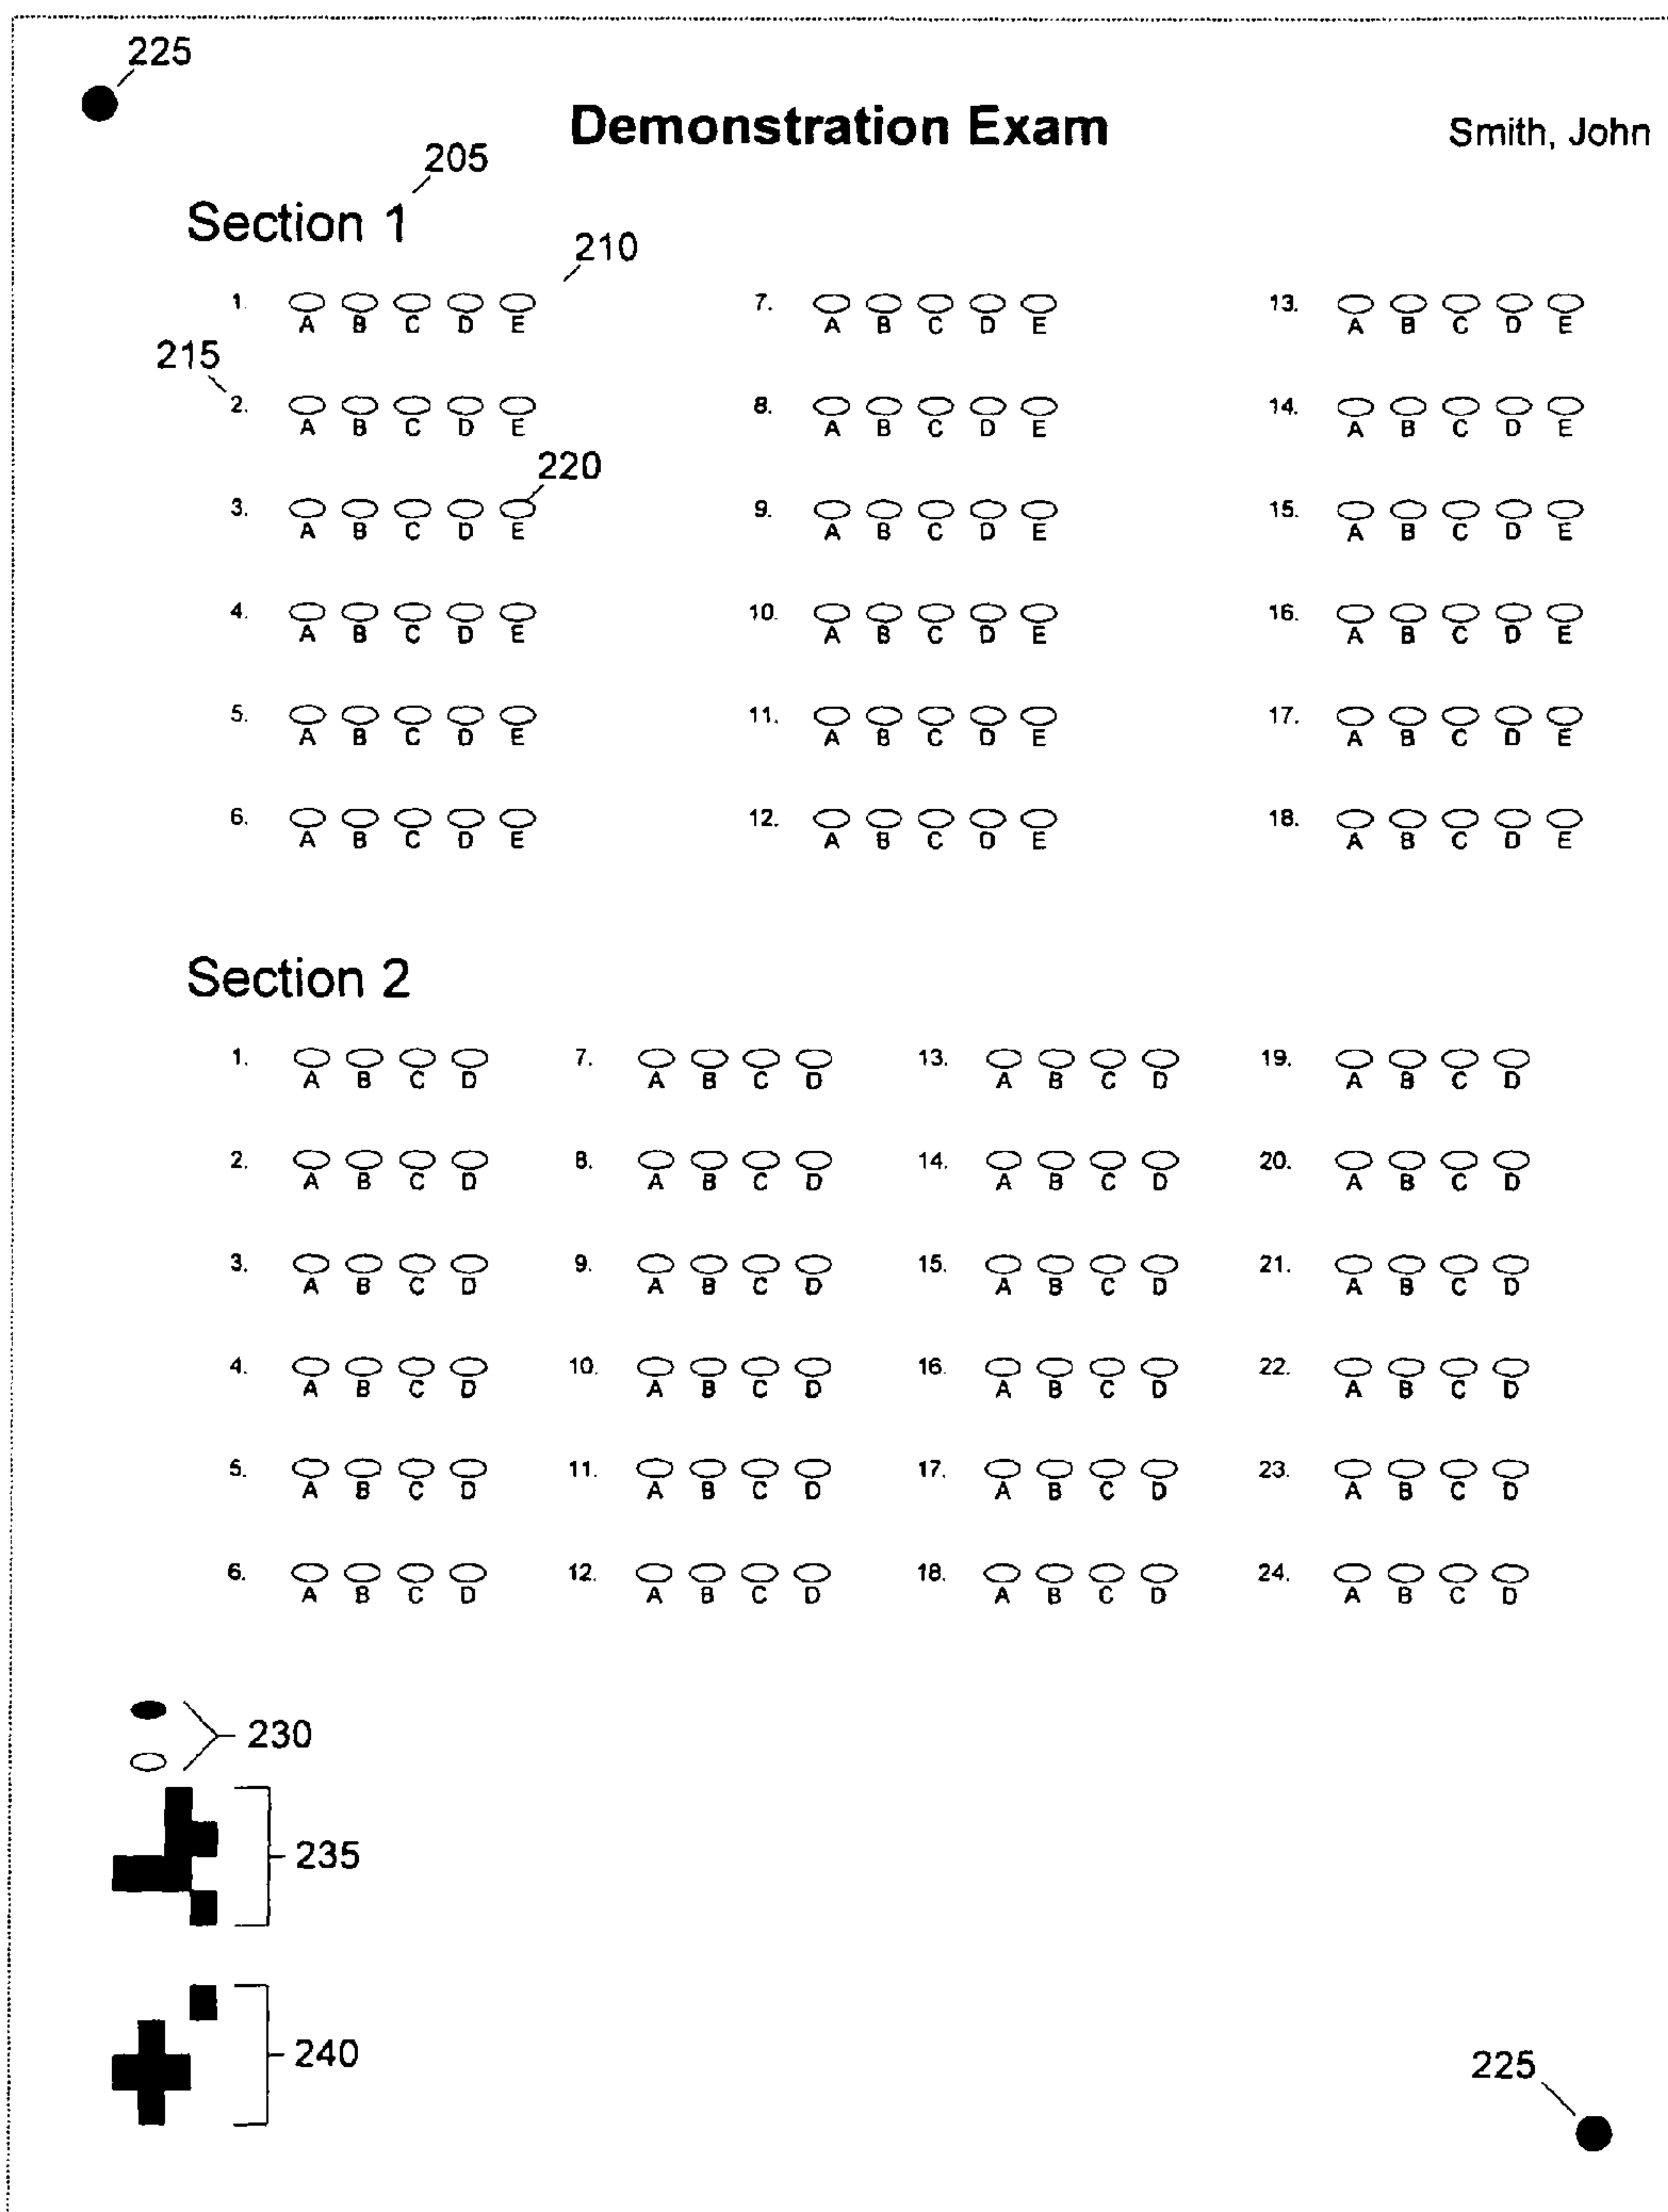 225
Demonstration Exam Smith, John
205
Section 1
210
1. A B C D E 7. A B C D E 13. A B C D E
215
2. A B C D E 8. A B C D E 14. A B C D E
220
3. A B C D E 9. A B C D E 15. A B C D E
4. A B C D E 10. A B C D E 16. A B C D E
5. A B C D E 11. A B C D E 17. A B C D E
6. A B C D E 12. A B C D E 18. A B C D E
Section 2
1. A B C D 7. A B C D 13. A B C D 19. A B C D
2. A B C D 8. A B C D 14. A B C D 20. A B C D
3. A B C D 9. A B C D 15. A B C D 21. A B C D
4. A B C D 10. A B C D 16. A B C D 22. A B C D
5. A B C D 11. A B C D 17. A B C D 23. A B C D
6. A B C D 12. A B C D 18. A B C D 24. A B C D
230
235
240
225